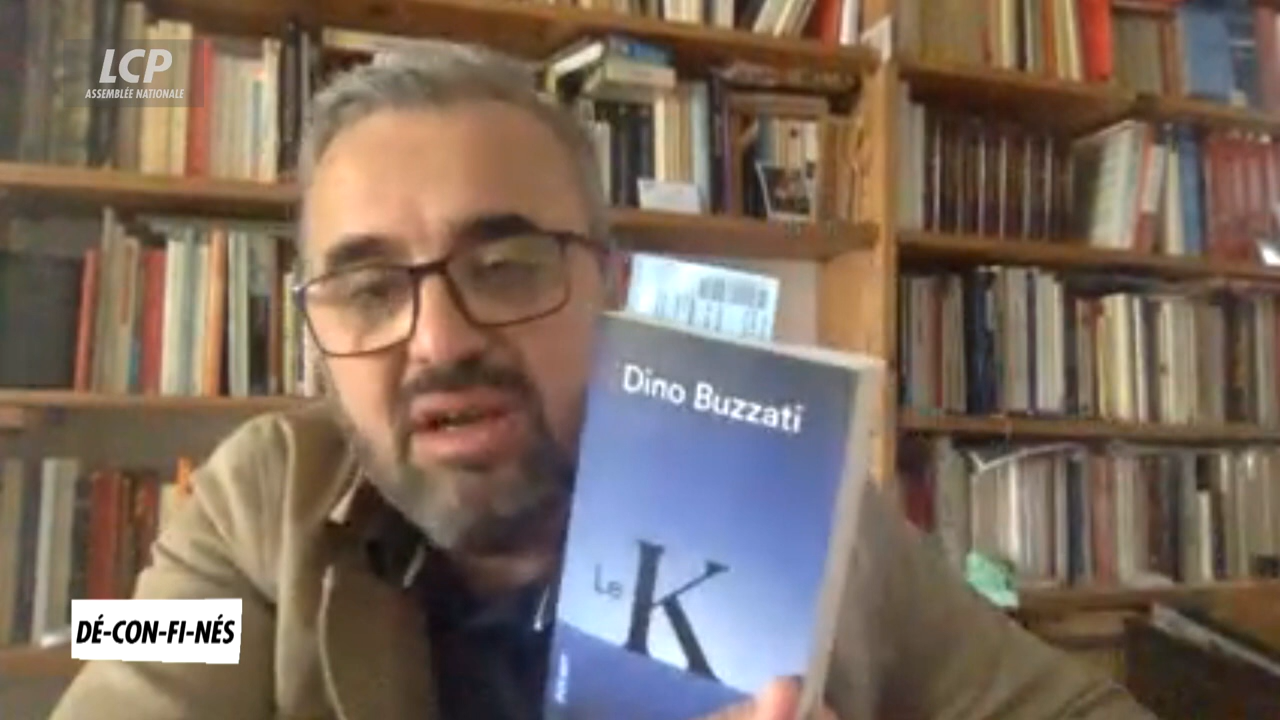 LCP
ASSEMBLÉE NATIONALE
Dino Buzzati
Le K
DÉ-CON-FI-NÉS